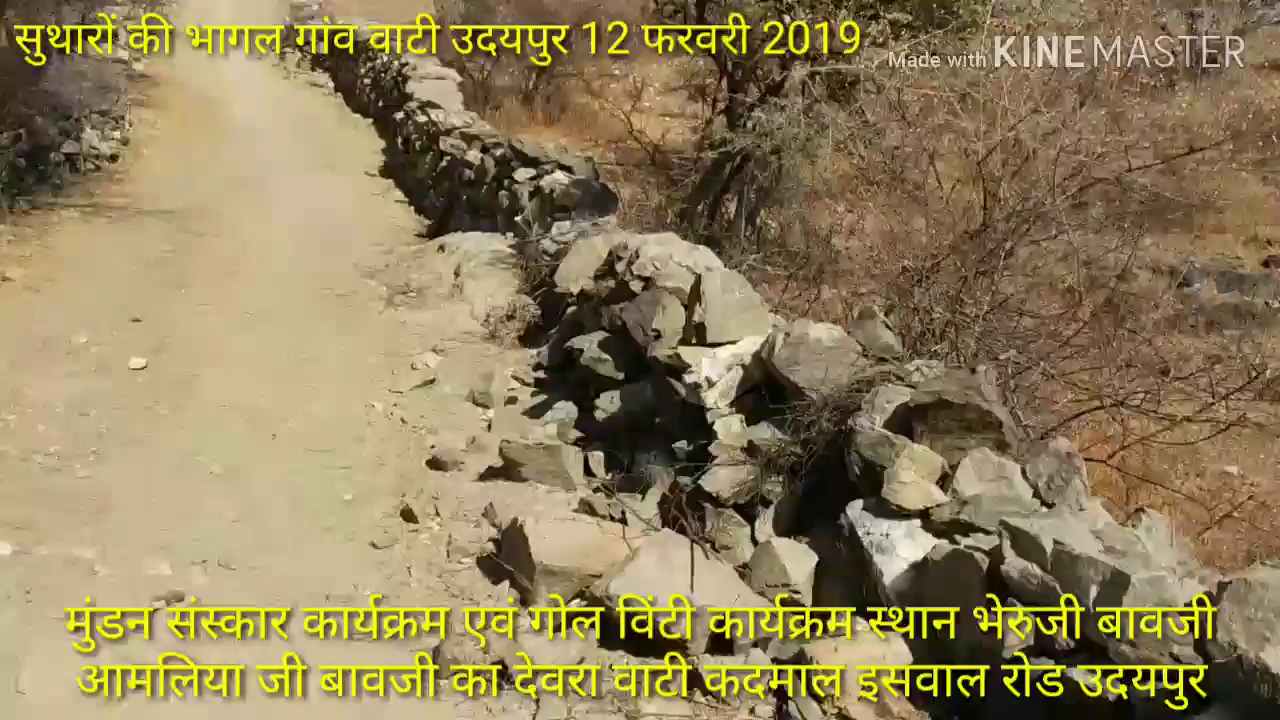 सुथारों की भागल गांव वाटी उदयपुर 12 फरवरी 2019
Made with KINEMASTER
मुंडन संस्कार कार्यक्रम एवं गोल विंटी कार्यक्रम स्थान भेरुजी बावजी
आमलिया जी बावजी का देवरा वाटी कदमाल इसवाल रोड उदयपुर